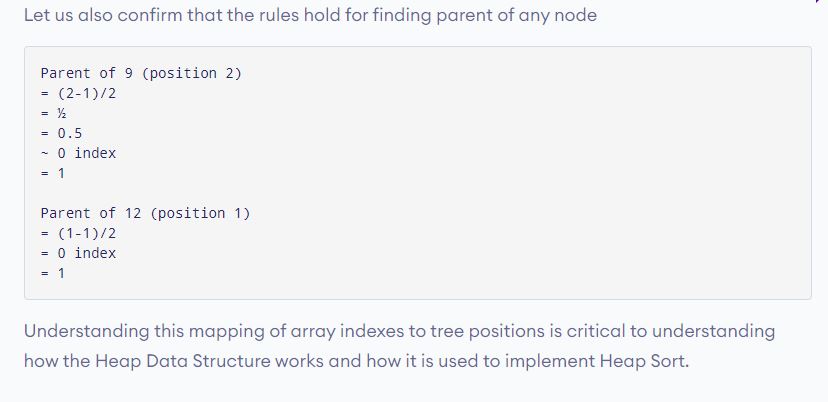 Let us also confirm that the rules hold for finding parent of any node
Parent of 9 (position 2)
= (2-1)/2
= ½
= 0.5
~ 0 index
= 1
Parent of 12 (position 1)
= (1-1)/2
= 0 index
= 1
Understanding this mapping of array indexes to tree positions is critical to understanding
how the Heap Data Structure works and how it is used to implement Heap Sort.